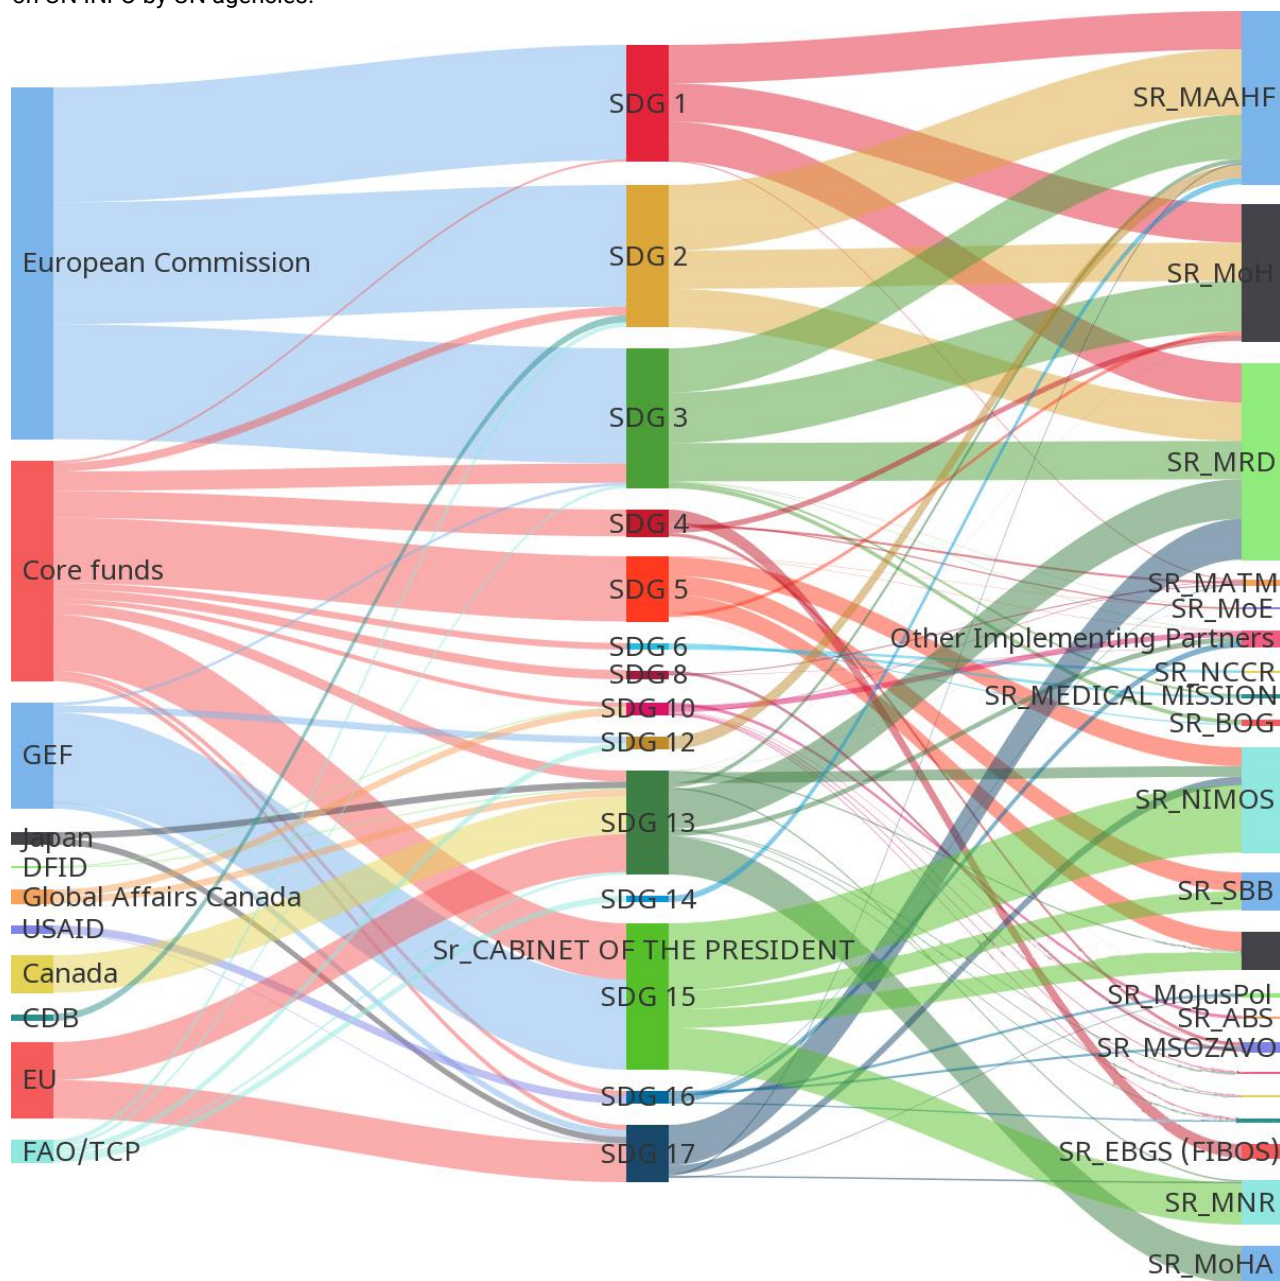 on UN INFO by UN agencies.
European Commission
Core funds
GEF
Japan
DFID
Global Affairs Canada
USAID
Canada
CDB
EU
FAO/TCP
SDG 1
SDG 2
SDG 3
SDG 4
SDG 5
SDG 6
SDG 8
SDG 10
SDG 12
SDG 13
SDG 14
Sr_CABINET OF THE PRESIDENT
SDG 15
SDG 16
SDG 17
SR_MAAHF
SR_MoH
SR_MRD
SR_MATM
SR_MoE
Other Implementing Partners
SR_NCCR
SR_MEDICAL MISSION
SR_BOG
SR_NIMOS
SR_SBB
SR_MoJusPol
SR_ABS
SR_MSOZAVO
SR_EBGS (FIBOS)
SR_MNR
SR_MoHA